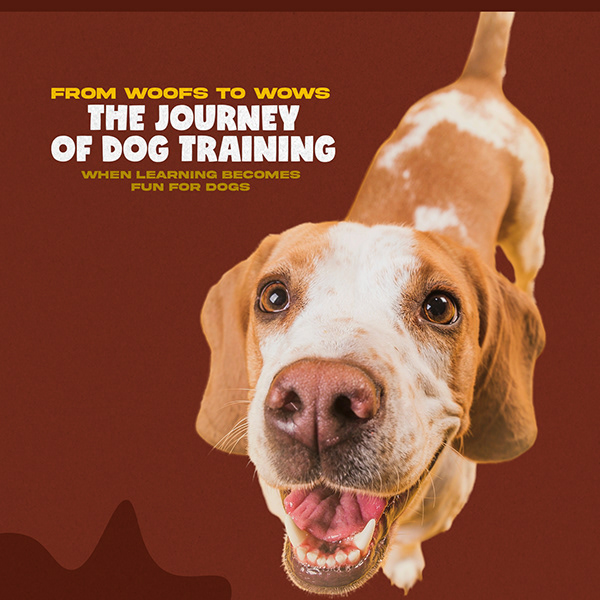 FROM WOOFS TO WOWS
THE JOURNEY
OF DOG TRAINING
WHEN LEARNING BECOMES
FUN FOR DOGS